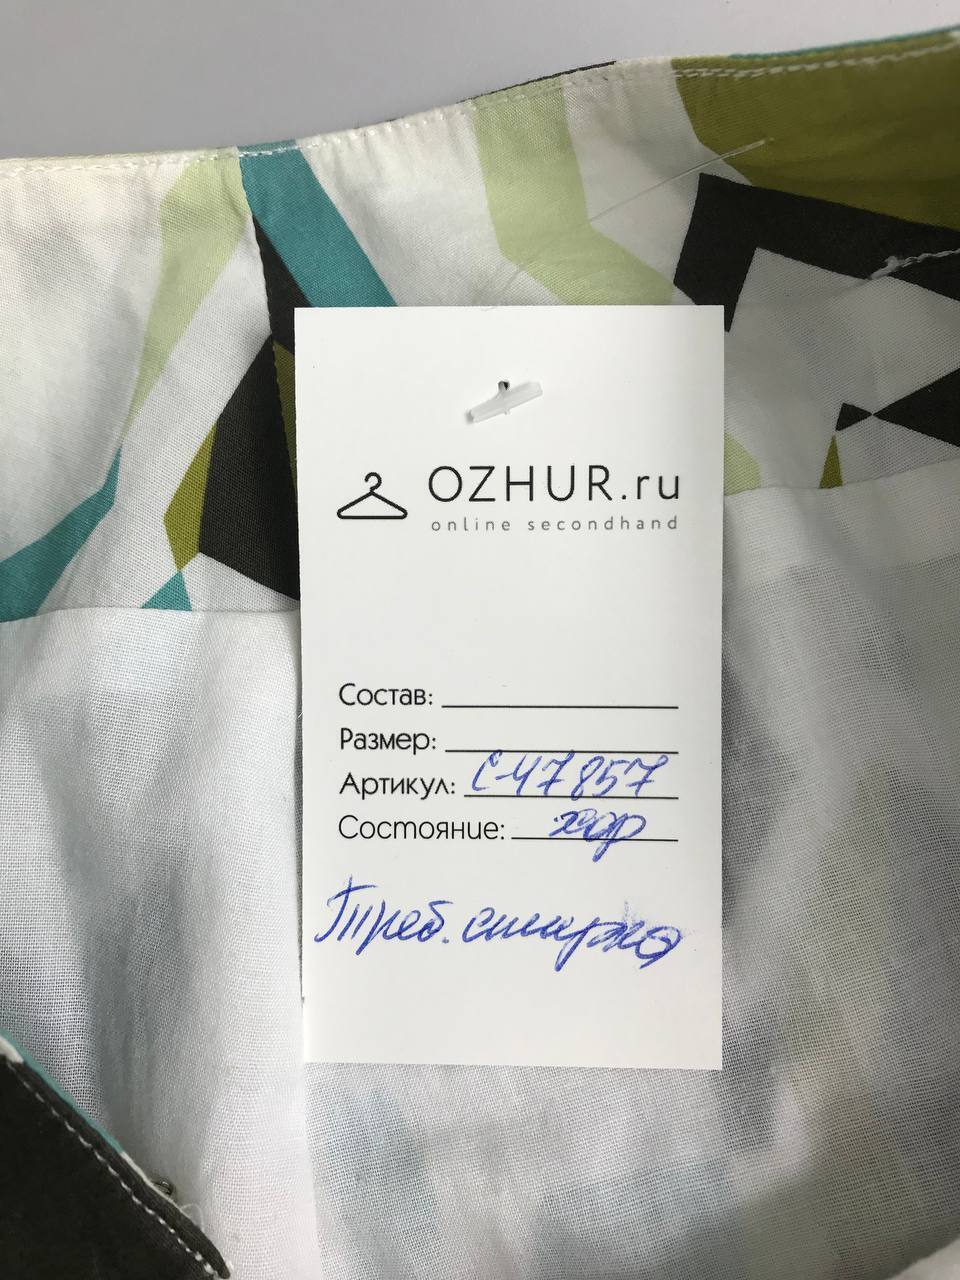 OZHUR.ru
online secondhand
Состав:
Размер:
Артикул: С-47857
Состояние: хор
Треб. стирка